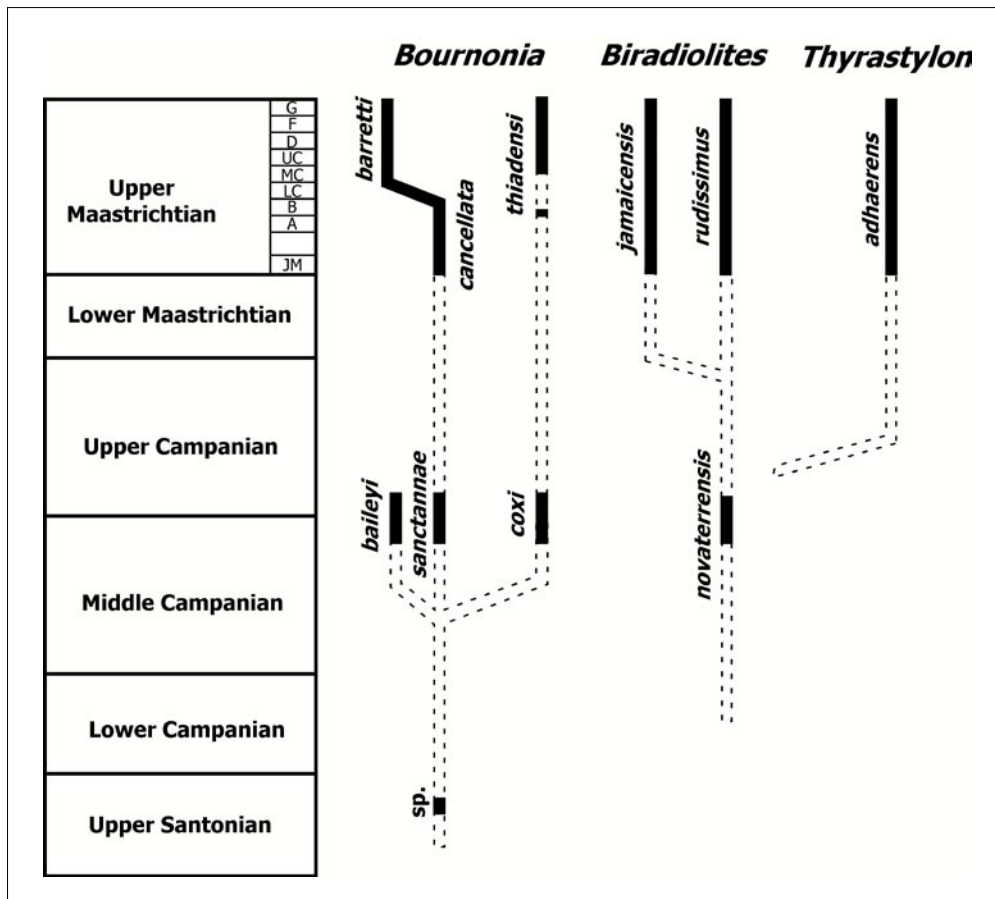 Bournonia Biradiolites Thyrastylon
barretti
thiadensi
cancellata
jamaicensis
rudissimus
adhaerens
G
F
D
UC
MC
LC
B
A
JM
Upper
Maastrichtian
Lower Maastrichtian
Upper Campanian
baileyi
sanctannae
coxi
novaterrensis
Middle Campanian
Lower Campanian
sp.
Upper Santonian